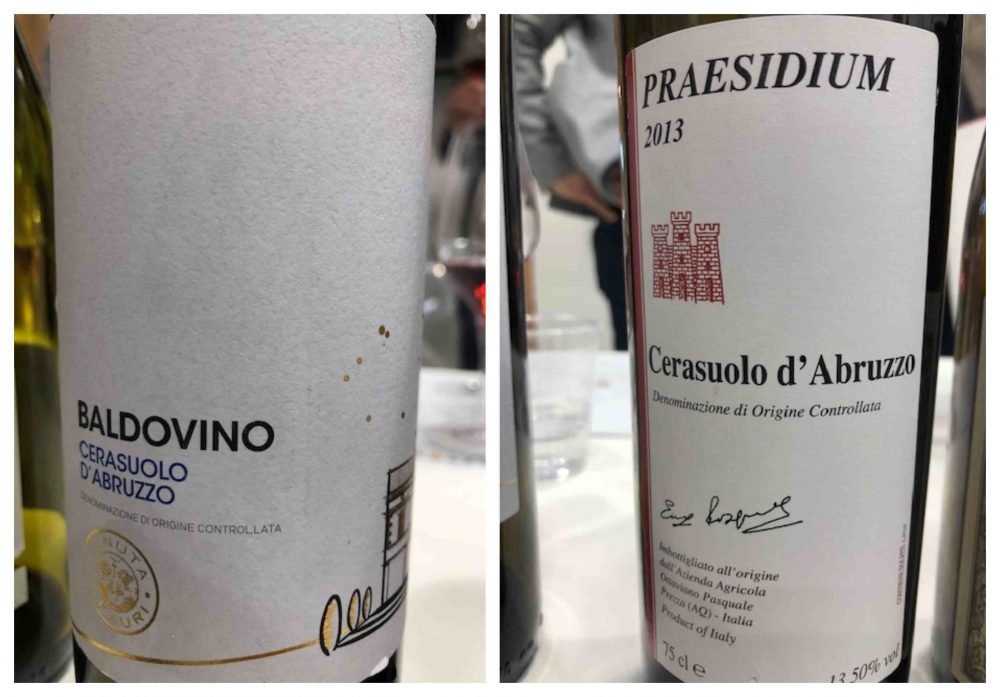 BALDOVINO
CERASUOLO
D'ABRUZZO
DENOMINAZIONE DI ORIGINE CONTROLLATA
PRAESIDIUM
2013
Cerasuolo d'Abruzzo
Denominazione di Origine Controllata
Imbottigliato all'origine
dall'Azienda Agricola
Ottaviano Pasquale
Prezza (AQ) - Italia
Product of Italy
75 cl e
13,50% vol